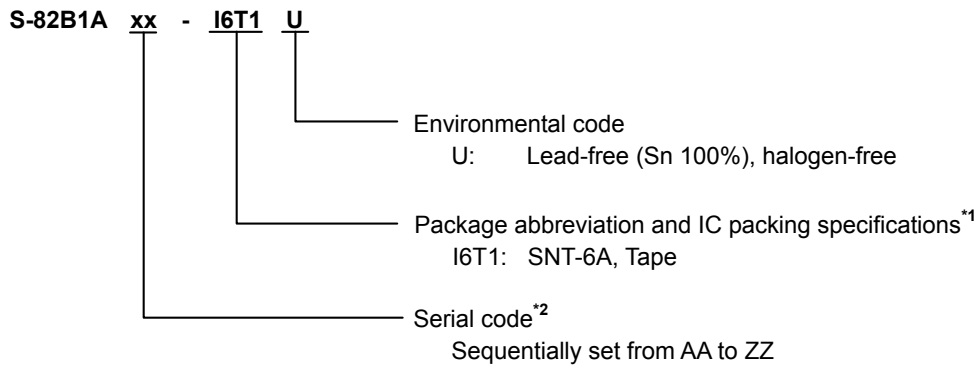 S-82B1A xx - I6T1 U
Environmental code
U: Lead-free (Sn 100%), halogen-free
Package abbreviation and IC packing specifications*1
I6T1: SNT-6A, Tape
Serial code*2
Sequentially set from AA to ZZ